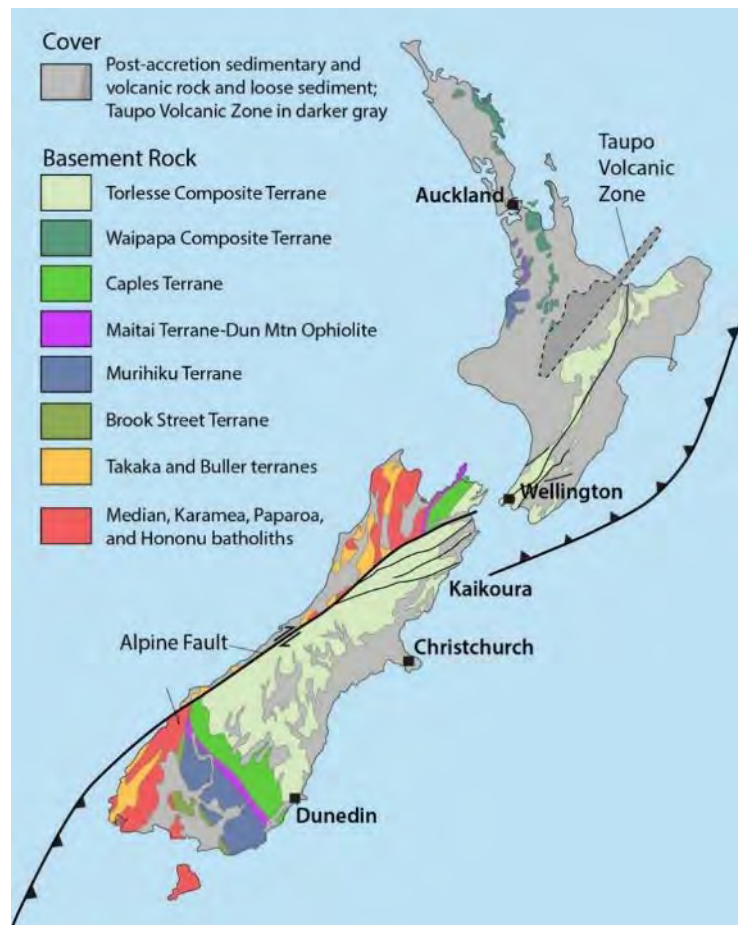 Cover
Post-accretion sedimentary and
volcanic rock and loose sediment;
Taupo Volcanic Zone in darker gray
Basement Rock
Torlesse Composite Terrane
Waipapa Composite Terrane
Caples Terrane
Maitai Terrane-Dun Mtn Ophiolite
Murihiku Terrane
Brook Street Terrane
Takaka and Buller terranes
Median, Karamea, Paparoa,
and Hononu batholiths
Taupo
Volcanic
Zone
Auckland
Wellington
Kaikoura
Alpine Fault
Christchurch
Dunedin